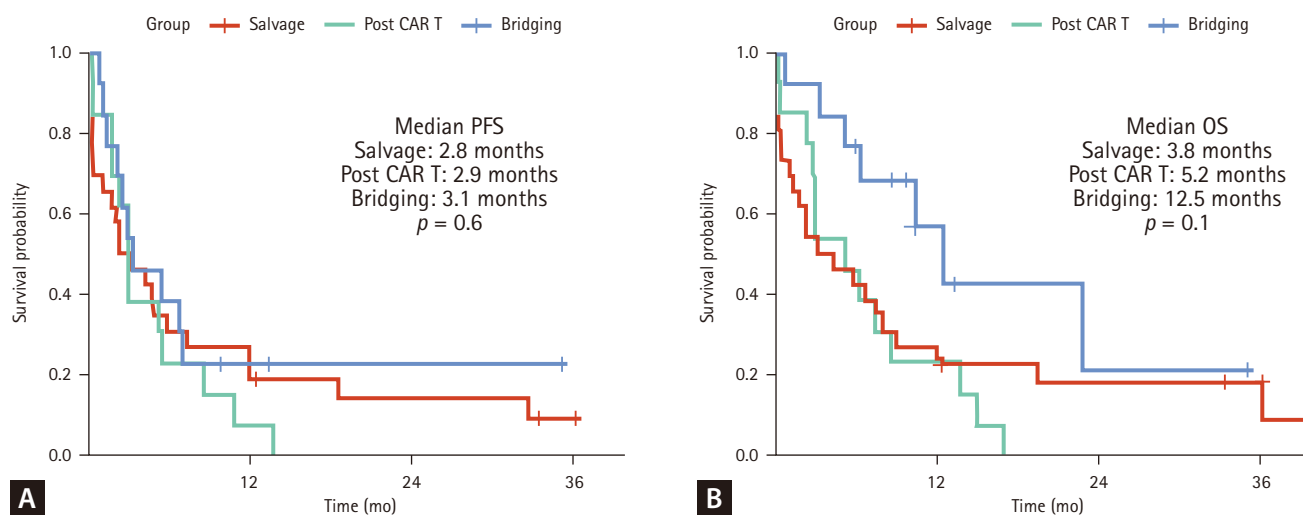 Group Salvage Post CAR T Bridging
1.0
0.8
0.6
0.4
0.2
0.0
Survival probability
Median PFS
Salvage: 2.8 months
Post CAR T: 2.9 months
Bridging: 3.1 months
p = 0.6
12
24
36
Time (mo)
A
Group Salvage Post CAR T Bridging
1.0
0.8
0.6
0.4
0.2
0.0
Survival probability
Median OS
Salvage: 3.8 months
Post CAR T: 5.2 months
Bridging: 12.5 months
p = 0.1
12
24
36
Time (mo)
B